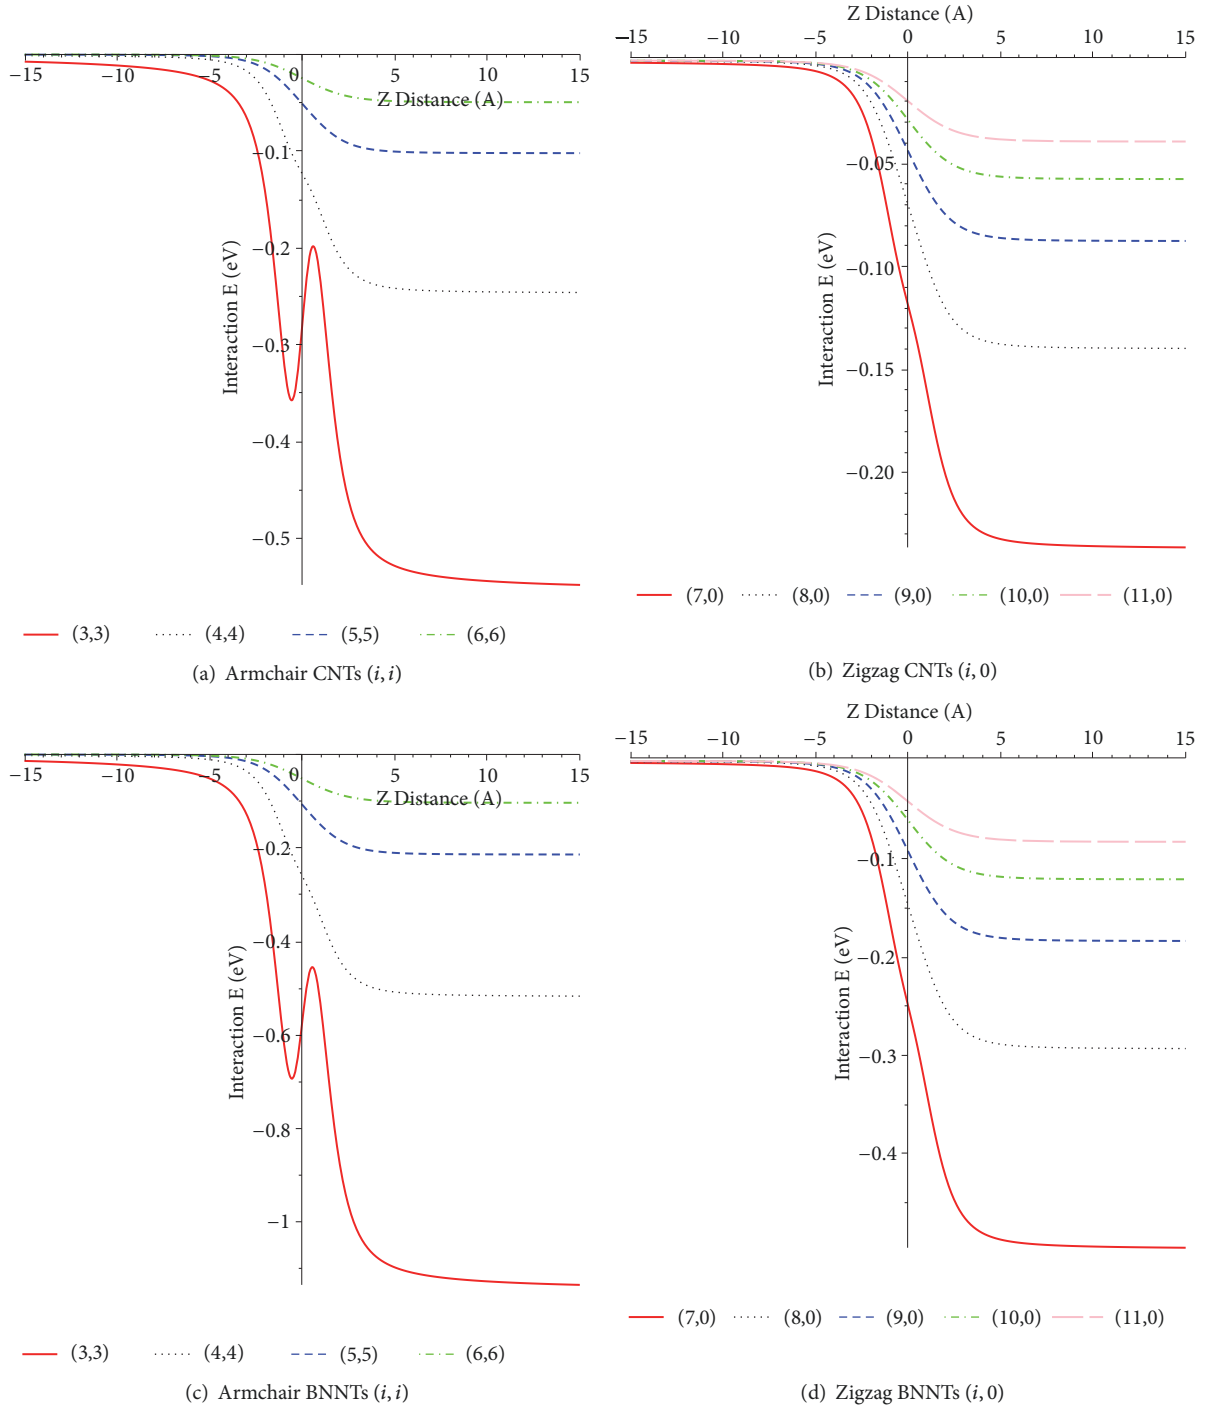 −15 −10 −5 0 5 10 15
Z Distance (A)
−0.1
−0.2
−0.3
−0.4
−0.5
Interaction E (eV)
(3,3) (4,4) (5,5) (6,6)
(a) Armchair CNTs (i, i)
Z Distance (A)
−15 −10 −5 0 5 10 15
−0.05
−0.10
−0.15
−0.20
Interaction E (eV)
(7,0) (8,0) (9,0) (10,0) (11,0)
(b) Zigzag CNTs (i, 0)
−15 −10 −5 0 5 10 15
Z Distance (A)
−0.2
−0.4
−0.6
−0.8
−1
Interaction E (eV)
(3,3) (4,4) (5,5) (6,6)
(c) Armchair BNNTs (i, i)
Z Distance (A)
−15 −10 −5 0 5 10 15
−0.1
−0.2
−0.3
−0.4
Interaction E (eV)
(7,0) (8,0) (9,0) (10,0) (11,0)
(d) Zigzag BNNTs (i, 0)